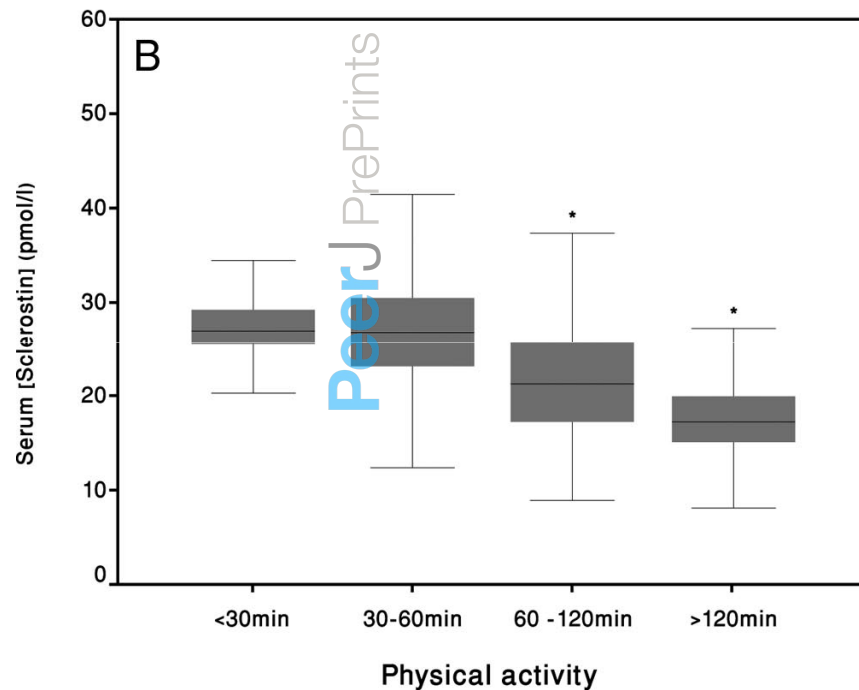 B
PeerJ PrePrints
Serum [Sclerostin] (pmol/l)
60
50
40
30
20
10
0
*
*
<30min
30-60min
60 -120min
>120min
Physical activity